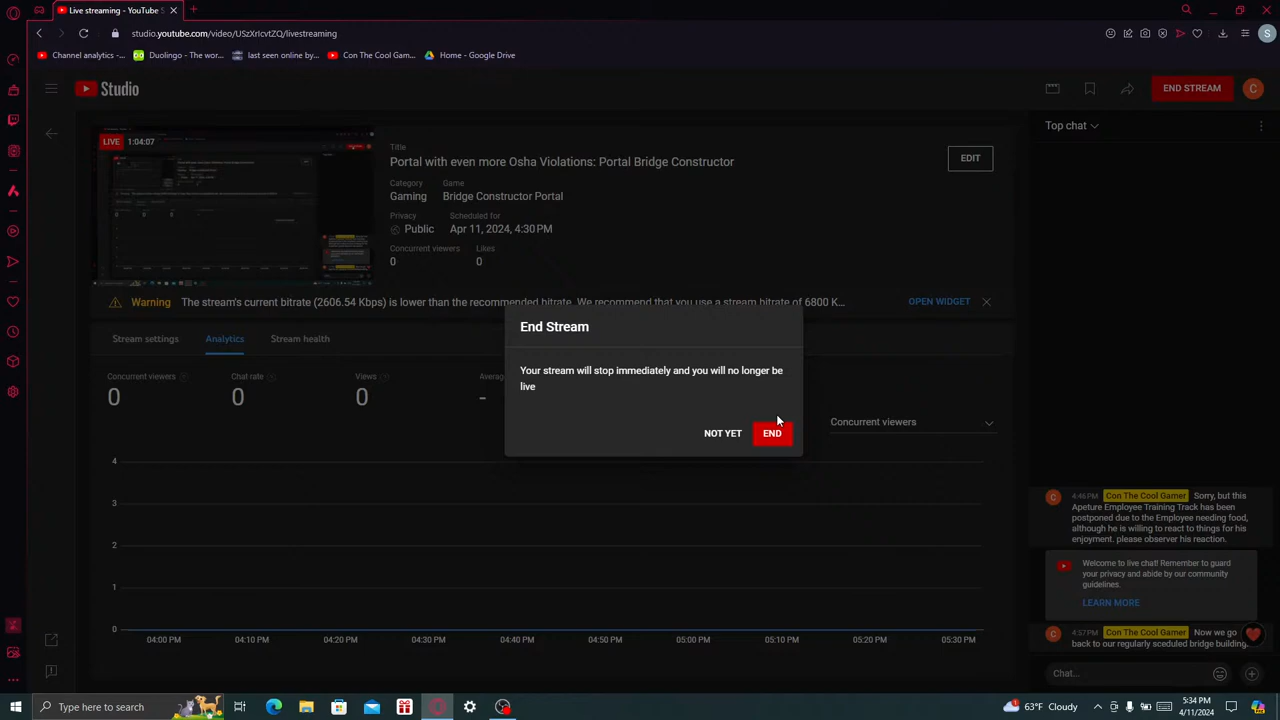 Live streaming - YouTube S
studio.youtube.com/video/USzXrIcvtZQ/livestreaming
S
Channel analytics -...
Duolingo - The wor...
last seen online by...
Con The Cool Gam...
Home - Google Drive
Studio
END STREAM
C
LIVE 1:04:07
Title
Portal with even more Osha Violations: Portal Bridge Constructor
EDIT
Category Game
Gaming Bridge Constructor Portal
Privacy Scheduled for
Public Apr 11, 2024, 4:30 PM
Concurrent viewers Likes
0 0
Warning The stream's current bitrate (2606.54 Kbps) is lower than the recommended bitrate. We recommend that you use a stream bitrate of 6800 K... OPEN WIDGET
Stream settings Analytics Stream health
Concurrent viewers Chat rate Views Average
0 0 0 -
Concurrent viewers
4
3
2
1
0
04:00 PM 04:10 PM 04:20 PM 04:30 PM 04:40 PM 04:50 PM 05:00 PM 05:10 PM 05:20 PM 05:30 PM
End Stream
Your stream will stop immediately and you will no longer be
live
NOT YET END
Top chat
C 4:46 PM Con The Cool Gamer Sorry, but this
Apeture Employee Training Track has been
postponed due to the Employee needing food,
although he is willing to react to things for his
enjoyment. please observer his reaction.
Welcome to live chat! Remember to guard
your privacy and abide by our community
guidelines.
LEARN MORE
C 4:57 PM Con The Cool Gamer Now we go
back to our regularly sceduled bridge building.
Chat...
Type here to search
63°F Cloudy
5:34 PM
4/11/2024